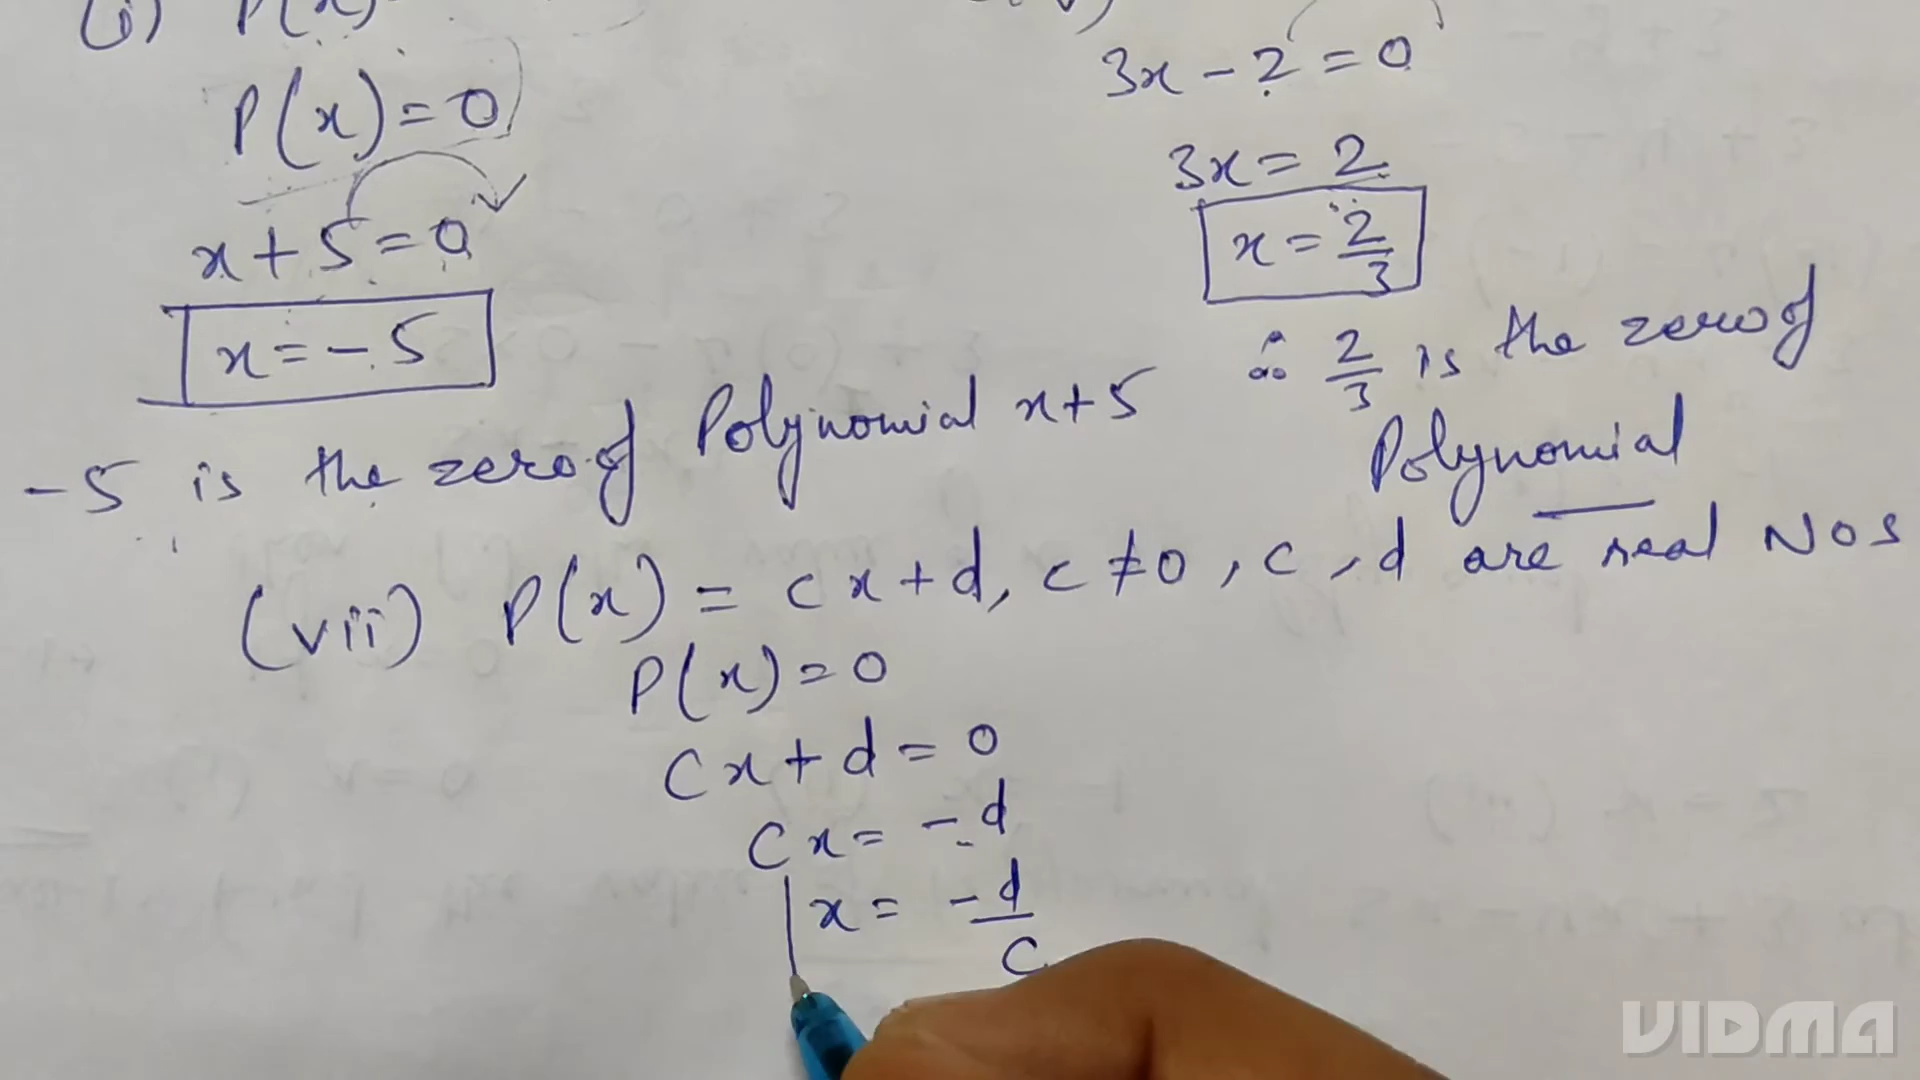 (i) P(x)=
P(x)=0
x+5=0
x=-5
-5 is the zero of Polynomial x+5
3x-2=0
3x=2
x=2/3
∴ 2/3 is the zero of
Polynomial
(vii) P(x)=cx+d, c≠0, c,d are real NOS
P(x)=0
Cx+d=0
Cx=-d
x=-d/C
VIDMA